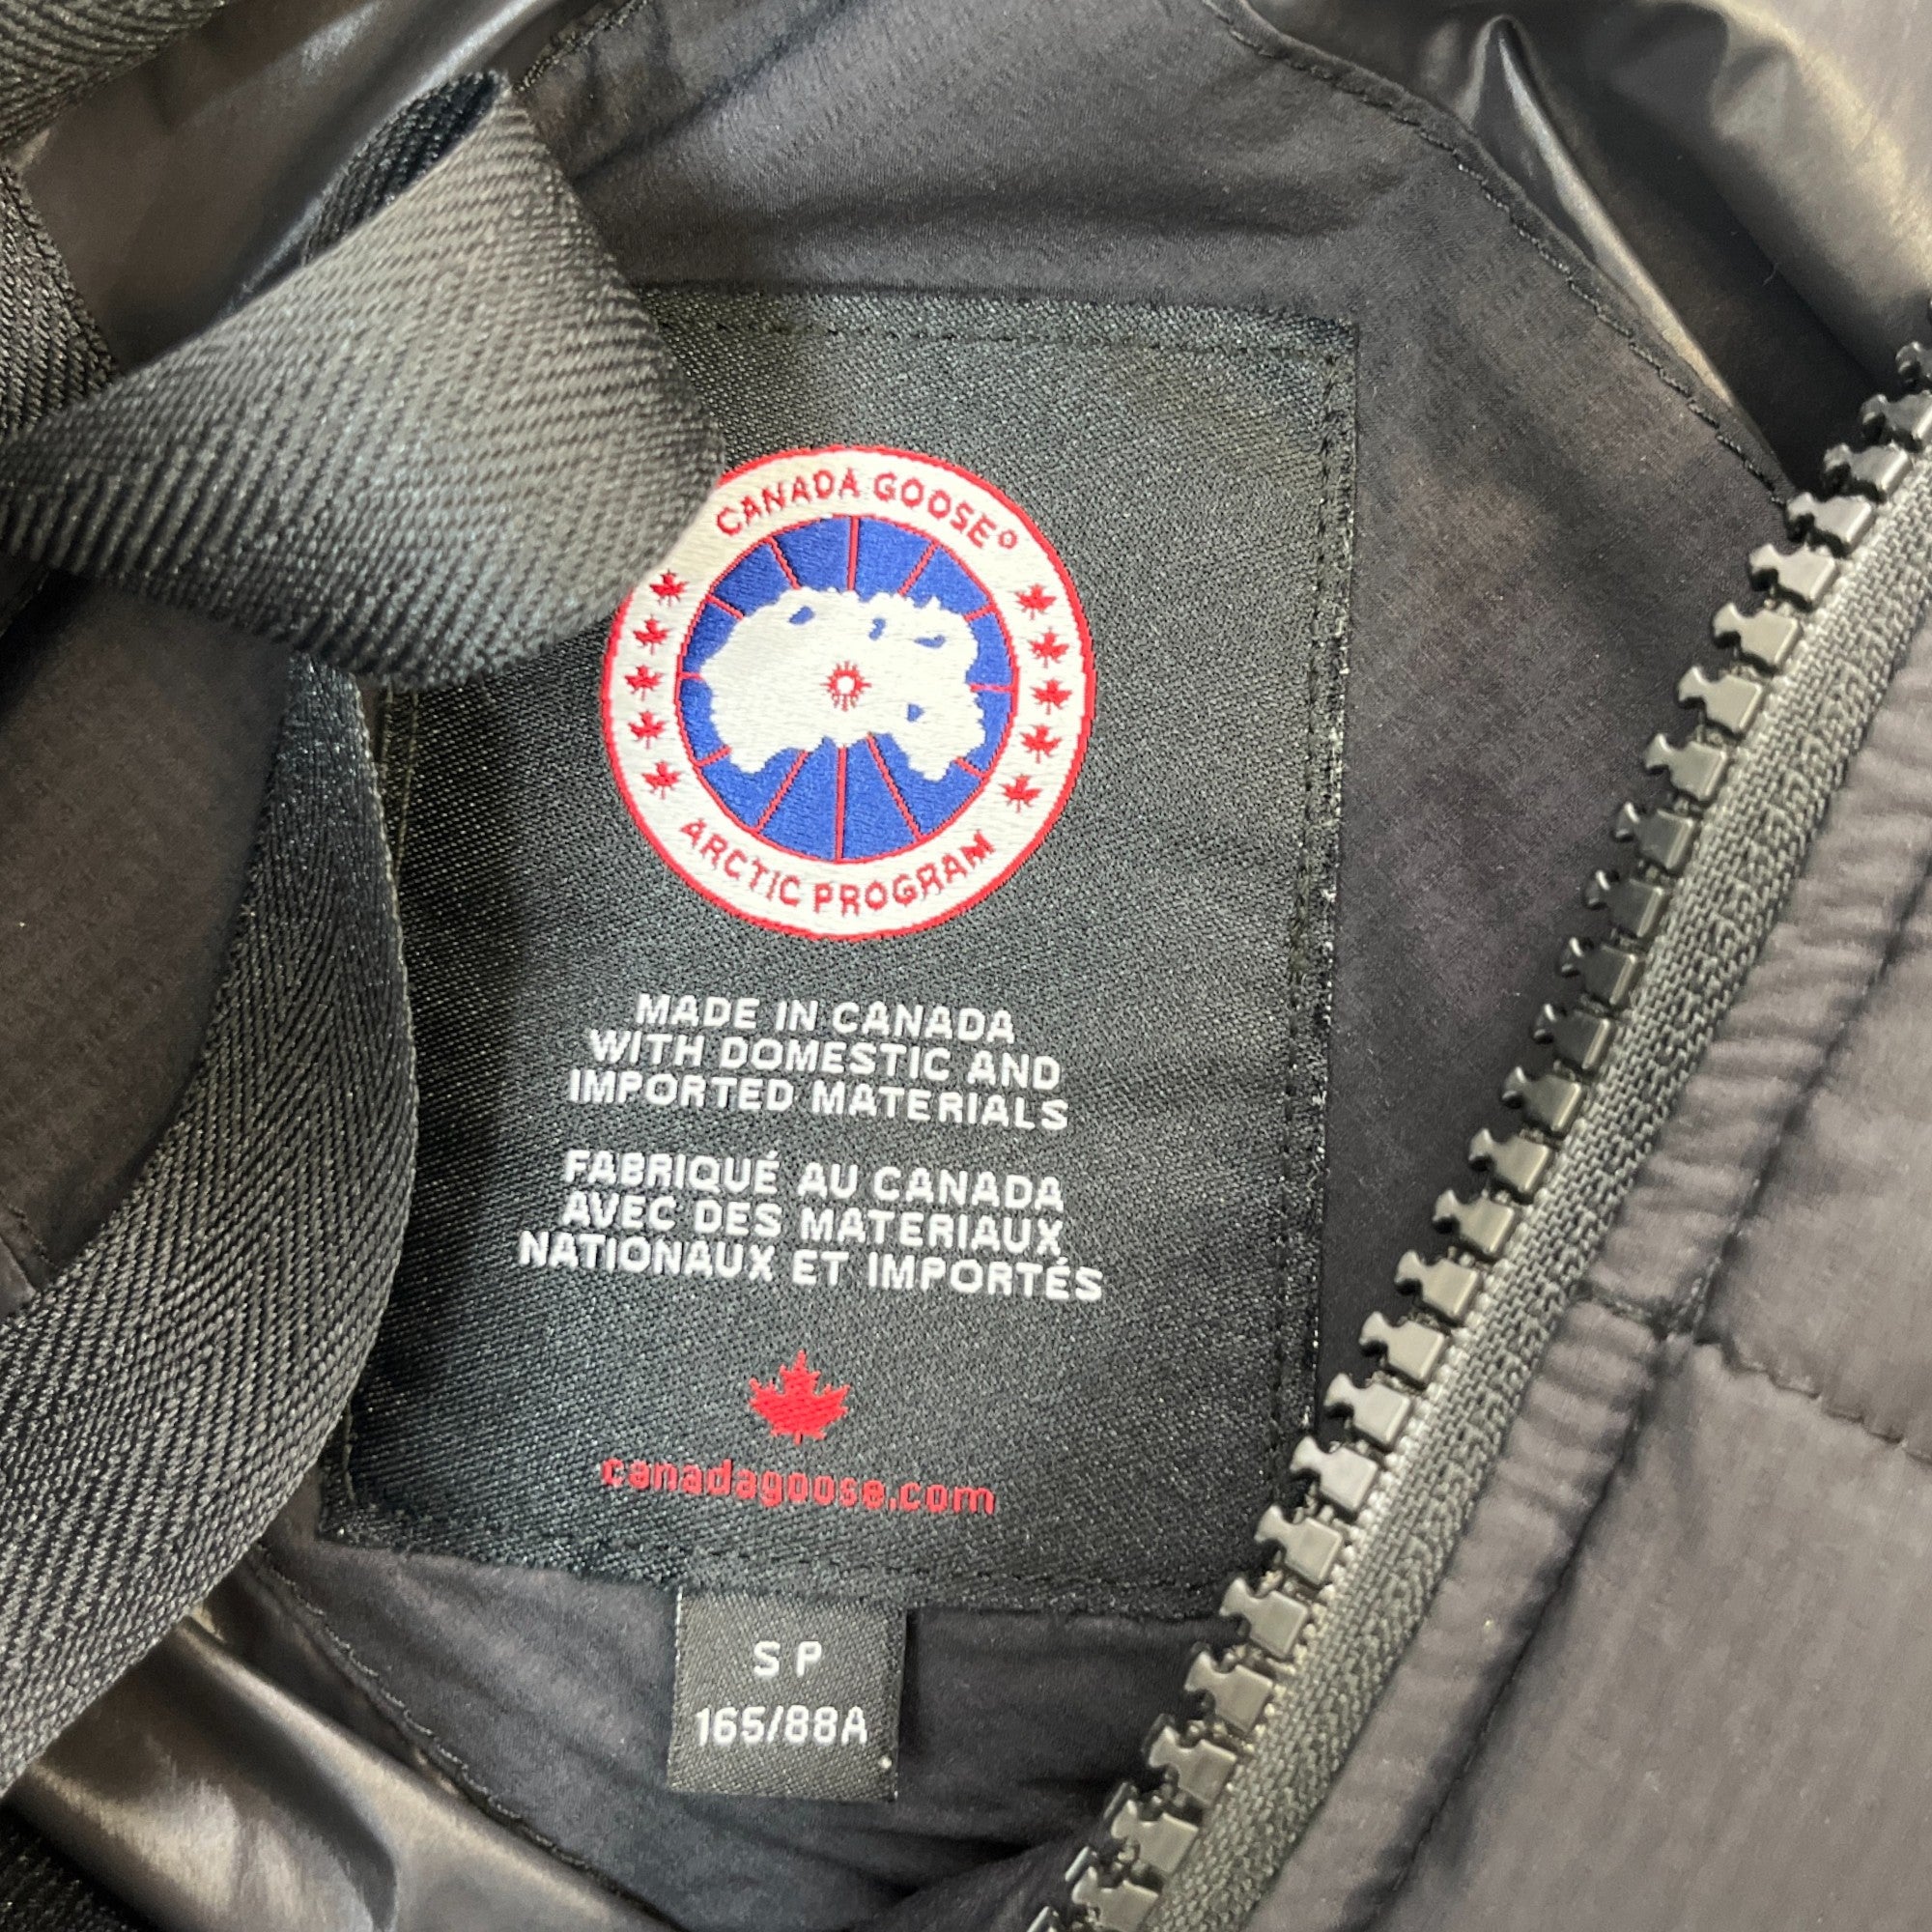 CANADA GOOSE
ARCTIC PROGRAM
MADE IN CANADA
WITH DOMESTIC AND
IMPORTED MATERIALS
FABRIQUÉ AU CANADA
AVEC DES MATERIAUX
NATIONAUX ET IMPORTÉS
canadagoose.com
S P
165/88A